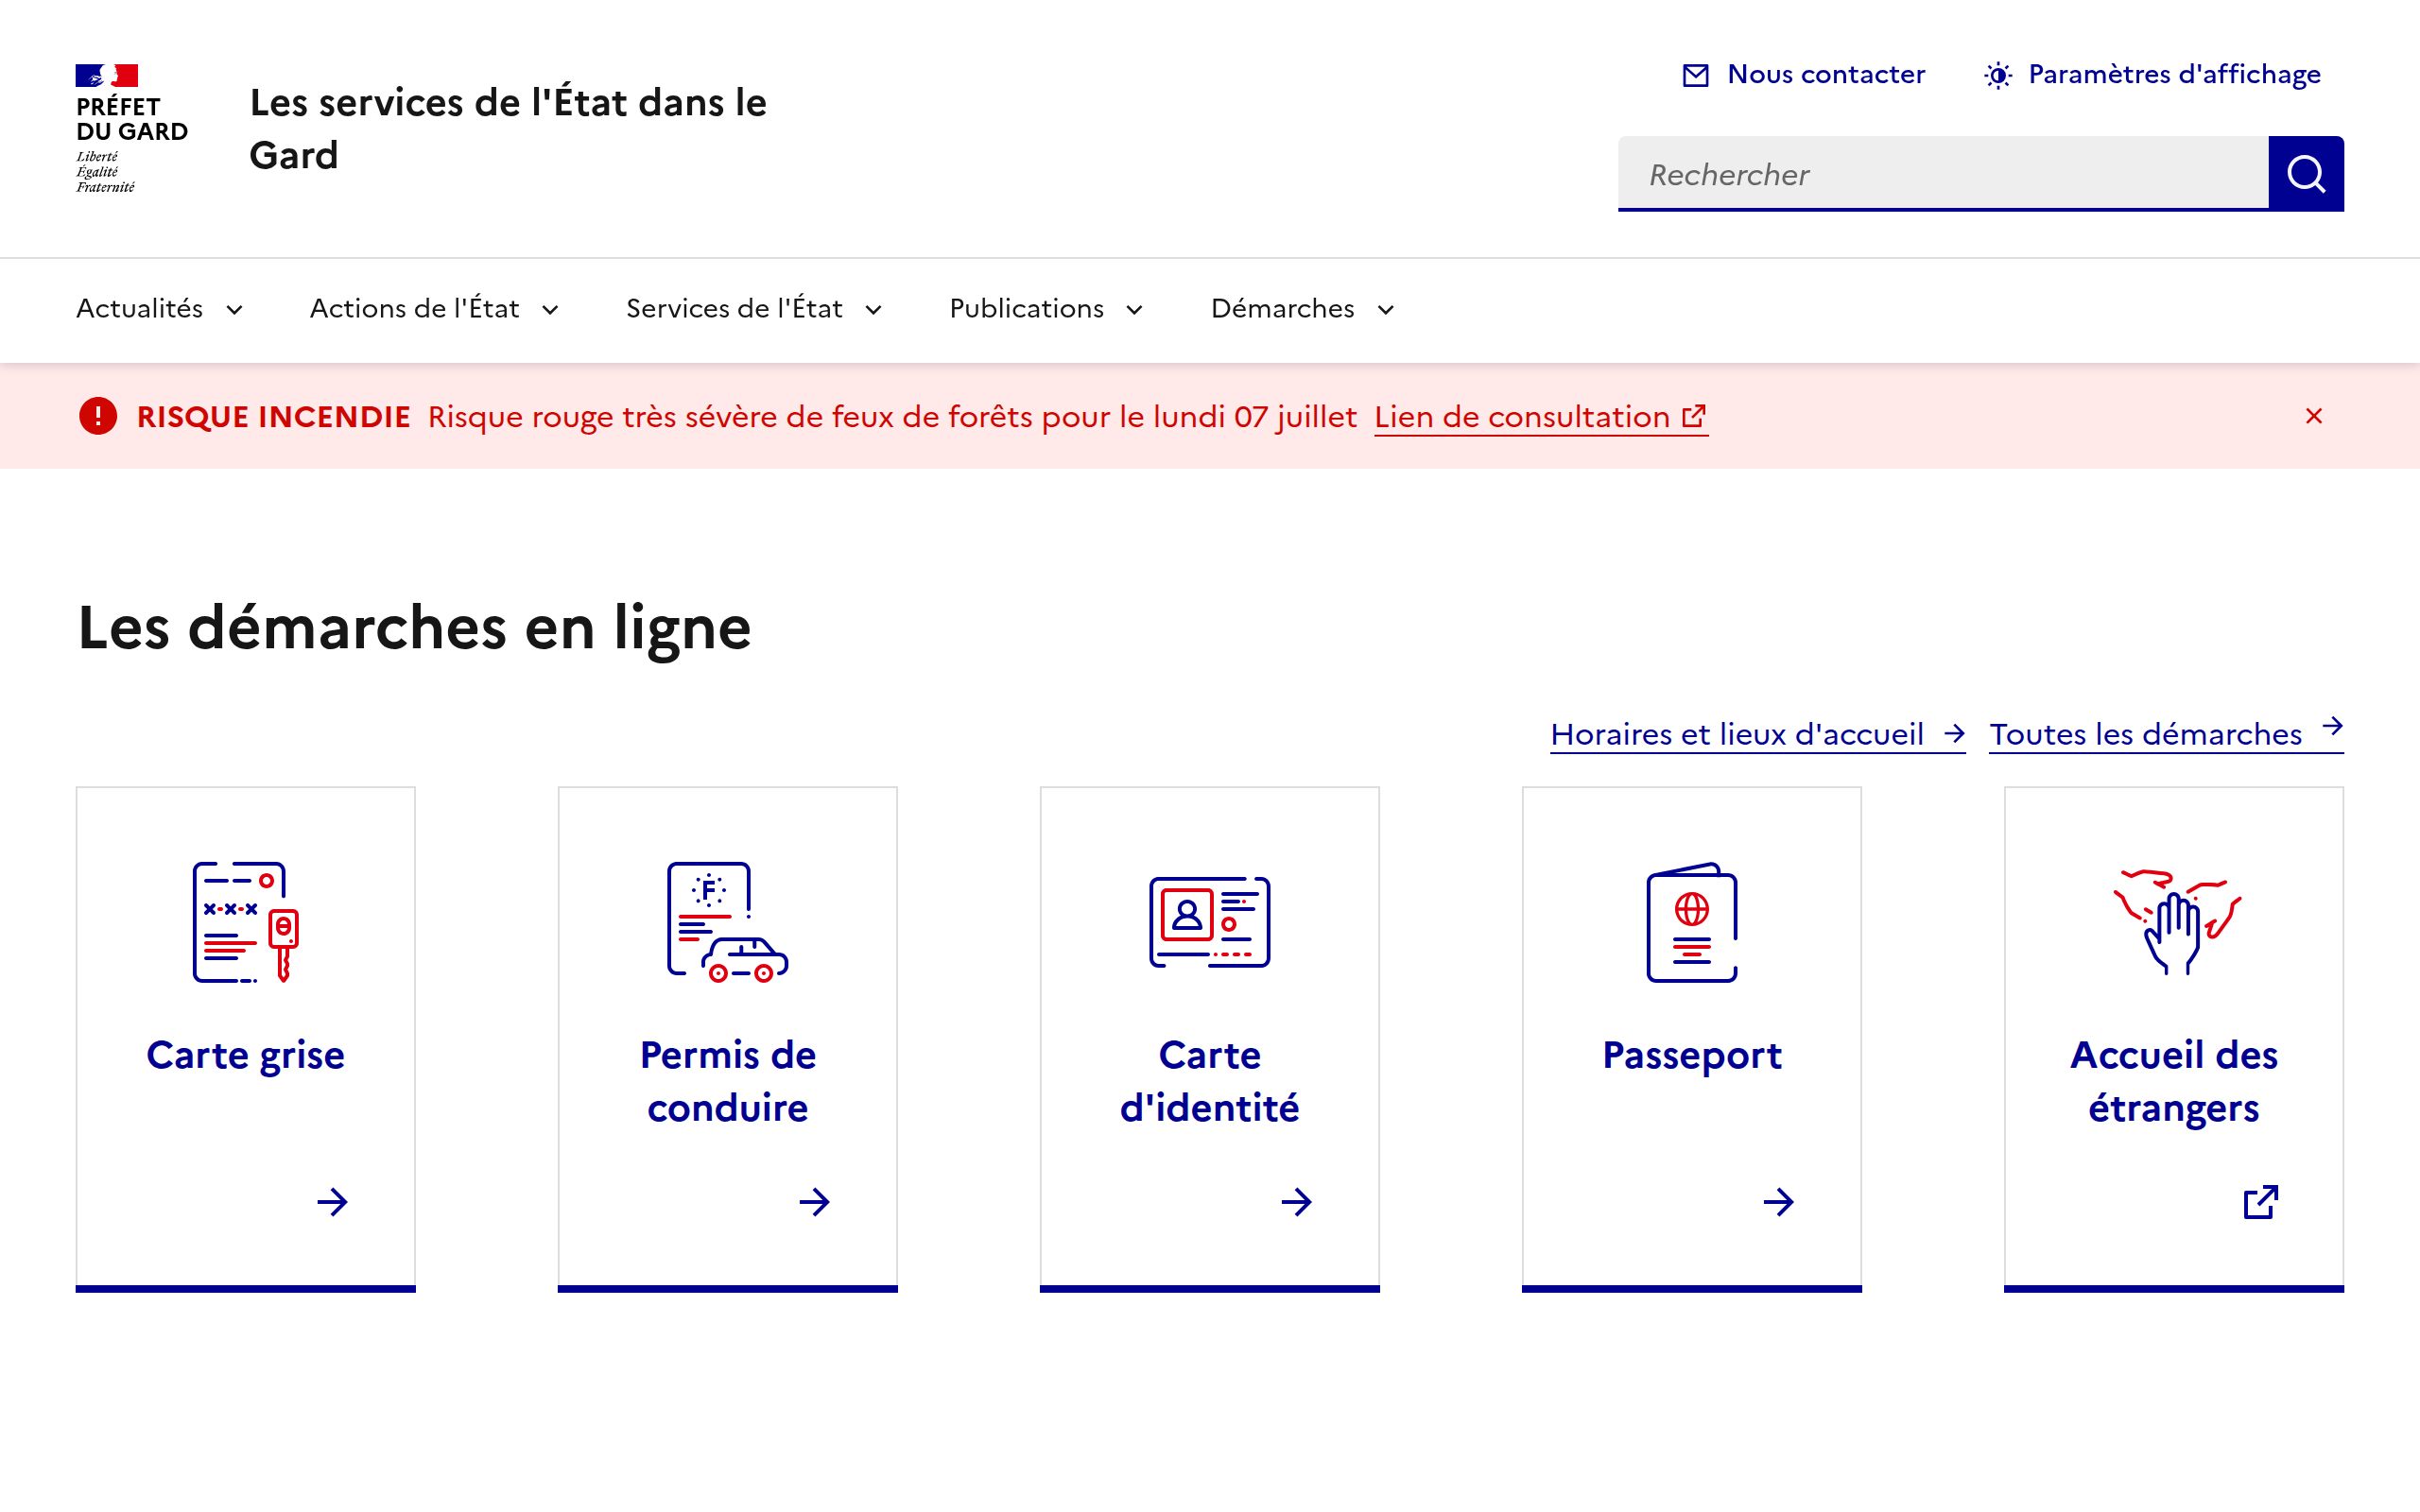 PRÉFET
DU GARD
Liberté
Égalité
Fraternité
Les services de l'État dans le
Gard
Nous contacter
Paramètres d'affichage
Rechercher
Actualités
Actions de l'État
Services de l'État
Publications
Démarches
RISQUE INCENDIE Risque rouge très sévère de feux de forêts pour le lundi 07 juillet Lien de consultation
Les démarches en ligne
Horaires et lieux d'accueil
Toutes les démarches
Carte grise
Permis de
conduire
Carte
d'identité
Passeport
Accueil des
étrangers